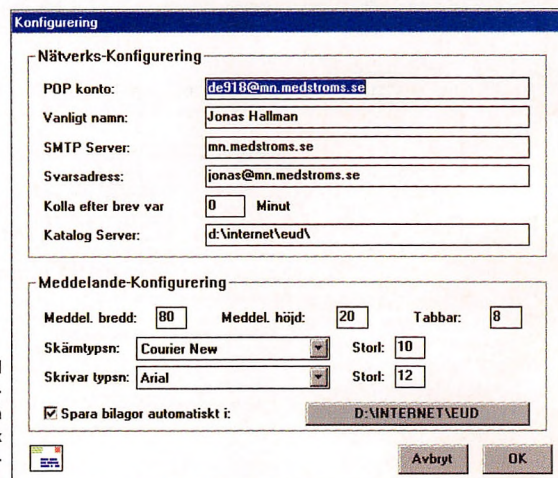 Konfigurering
Nätverks-Konfigurering
POP konto: de918@mn.medstroms.se
Vanligt namn: Jonas Hallman
SMTP Server: mn.medstroms.se
Svarsadress: jonas@mn.medstroms.se
Kolla efter brev var 0 Minut
Katalog Server: d:\internet\eud\
Meddelande-Konfigurering
Meddel. bredd: 80 Meddel. höjd: 20 Tabbar: 8
Skärmtypsn: Courier New Storl: 10
Skrivar typsn: Arial Storl: 12
Spara bilagor automatiskt i: D:\INTERNET\EUD
Avbryt OK